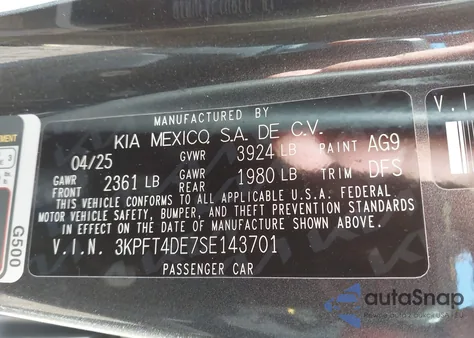 MANUFACTURED BY
KIA MEXICO, S.A. DE C.V.
04/25 GVWR 3924 LB PAINT AG9
GAWR FRONT 2361 LB GAWR REAR 1980 LB TRIM DFS
THIS VEHICLE CONFORMS TO ALL APPLICABLE U.S.A. FEDERAL
MOTOR VEHICLE SAFETY, BUMPER, AND THEFT PREVENTION STANDARDS
IN EFFECT ON THE DATE OF MANUFACTURE SHOWN ABOVE.
V.I.N. 3KPFT4DE7SE143701
PASSENGER CAR
G500
V.I
autoSnap